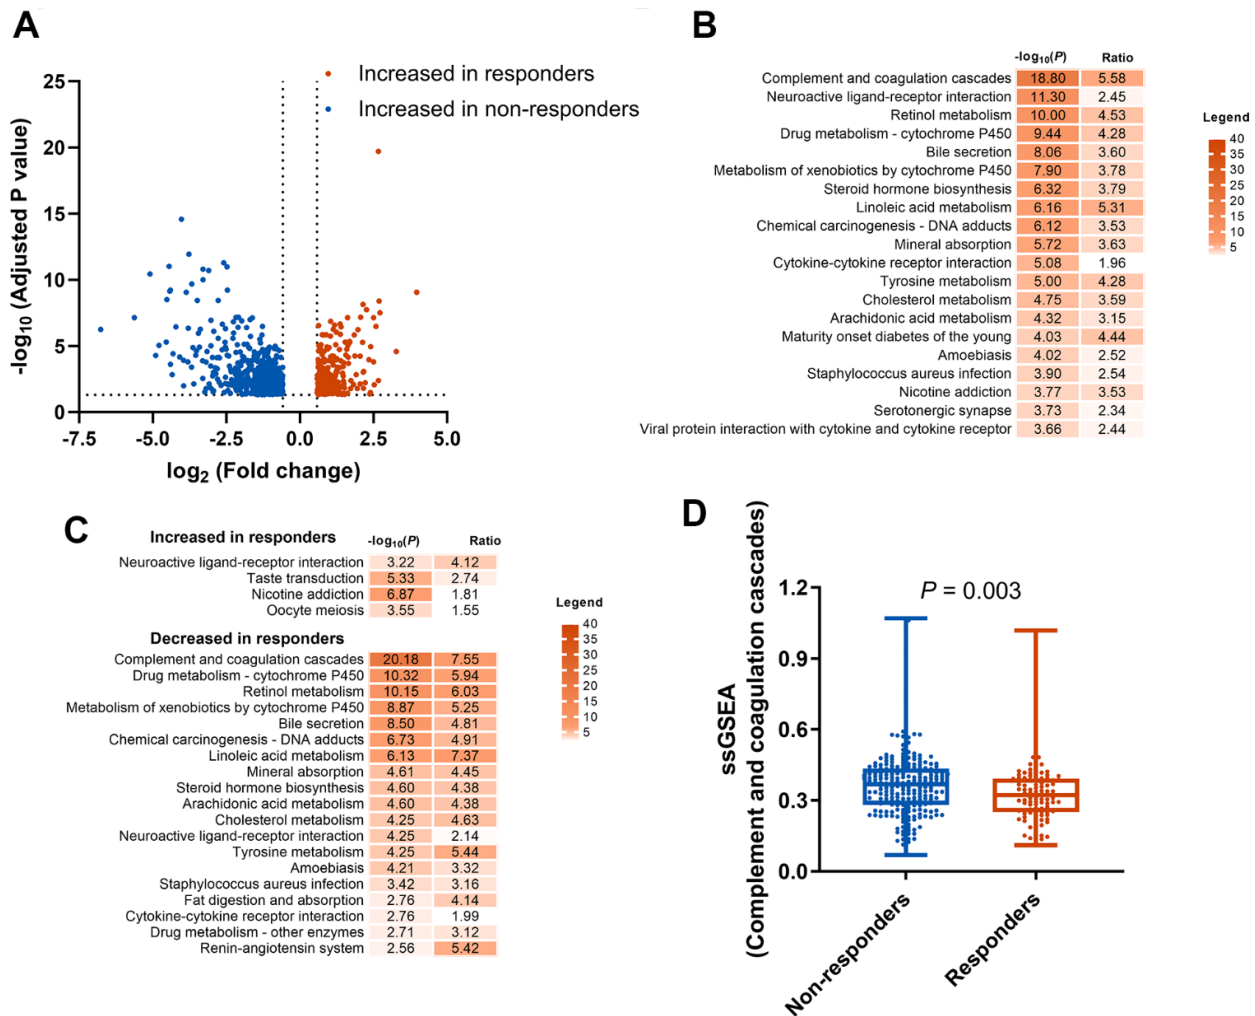 A
Increased in responders
Increased in non-responders
25
20
15
10
5
0
-log10 (Adjusted P value)
-7.5 -5.0 -2.5 0.0 2.5 5.0
log2 (Fold change)
B
-log10(P) Ratio
Complement and coagulation cascades 18.80 5.58
Neuroactive ligand-receptor interaction 11.30 2.45
Retinol metabolism 10.00 4.53
Drug metabolism - cytochrome P450 9.44 4.28
Bile secretion 8.06 3.60
Metabolism of xenobiotics by cytochrome P450 7.90 3.78
Steroid hormone biosynthesis 6.32 3.79
Linoleic acid metabolism 6.16 5.31
Chemical carcinogenesis - DNA adducts 6.12 3.53
Mineral absorption 5.72 3.63
Cytokine-cytokine receptor interaction 5.08 1.96
Tyrosine metabolism 5.00 4.28
Cholesterol metabolism 4.75 3.59
Arachidonic acid metabolism 4.32 3.15
Maturity onset diabetes of the young 4.03 4.44
Amoebiasis 4.02 2.52
Staphylococcus aureus infection 3.90 2.54
Nicotine addiction 3.77 3.53
Serotonergic synapse 3.73 2.34
Viral protein interaction with cytokine and cytokine receptor 3.66 2.44
Legend
40
35
30
25
20
15
10
5
C
Increased in responders -log10(P) Ratio
Neuroactive ligand-receptor interaction 3.22 4.12
Taste transduction 5.33 2.74
Nicotine addiction 6.87 1.81
Oocyte meiosis 3.55 1.55
Decreased in responders
Complement and coagulation cascades 20.18 7.55
Drug metabolism - cytochrome P450 10.32 5.94
Retinol metabolism 10.15 6.03
Metabolism of xenobiotics by cytochrome P450 8.87 5.25
Bile secretion 8.50 4.81
Chemical carcinogenesis - DNA adducts 6.73 4.91
Linoleic acid metabolism 6.13 7.37
Mineral absorption 4.61 4.45
Steroid hormone biosynthesis 4.60 4.38
Arachidonic acid metabolism 4.60 4.38
Cholesterol metabolism 4.25 4.63
Neuroactive ligand-receptor interaction 4.25 2.14
Tyrosine metabolism 4.25 5.44
Amoebiasis 4.21 3.32
Staphylococcus aureus infection 3.42 3.16
Fat digestion and absorption 2.76 4.14
Cytokine-cytokine receptor interaction 2.76 1.99
Drug metabolism - other enzymes 2.71 3.12
Renin-angiotensin system 2.56 5.42
Legend
40
35
30
25
20
15
10
5
D
ssGSEA
(Complement and coagulation cascades)
1.2
0.9
0.6
0.3
0.0
P = 0.003
Non-responders
Responders